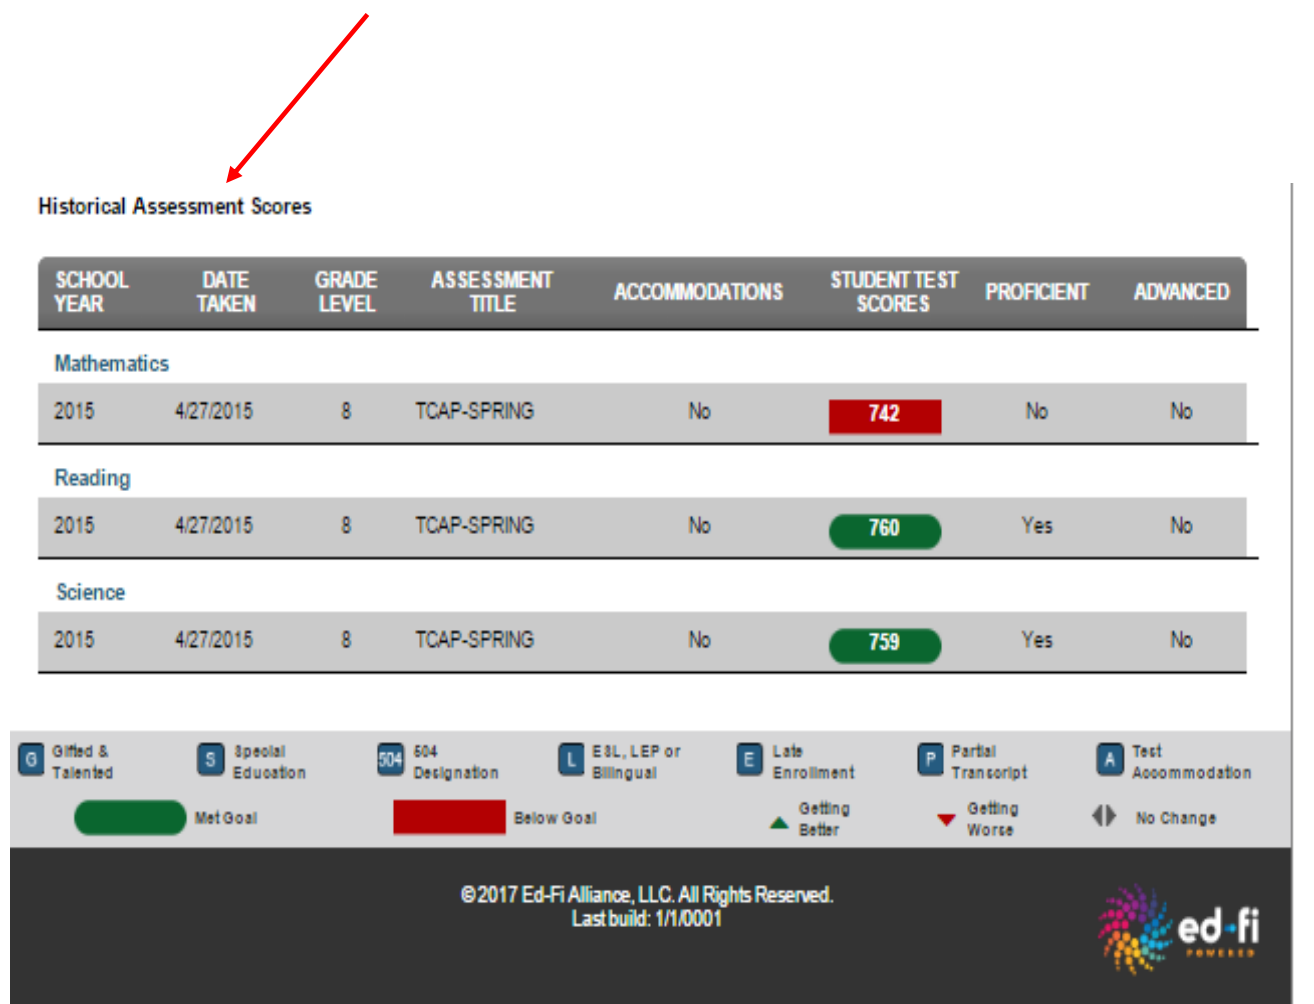 Historical Assessment Scores
SCHOOL YEAR DATE TAKEN GRADE LEVEL ASSESSMENT TITLE ACCOMMODATIONS STUDENT TEST SCORES PROFICIENT ADVANCED
Mathematics
2015 4/27/2015 8 TCAP-SPRING No 742 No No
Reading
2015 4/27/2015 8 TCAP-SPRING No 760 Yes No
Science
2015 4/27/2015 8 TCAP-SPRING No 759 Yes No
G Gifted & Talented S Special Education 504 504 Designation L ESL, LEP or Bilingual E Late Enrollment P Partial Transcript A Test Accommodation
Met Goal Below Goal Getting Better Getting Worse No Change
©2017 Ed-Fi Alliance, LLC. All Rights Reserved.
Last build: 1/1/0001
ed-fi
POWERED